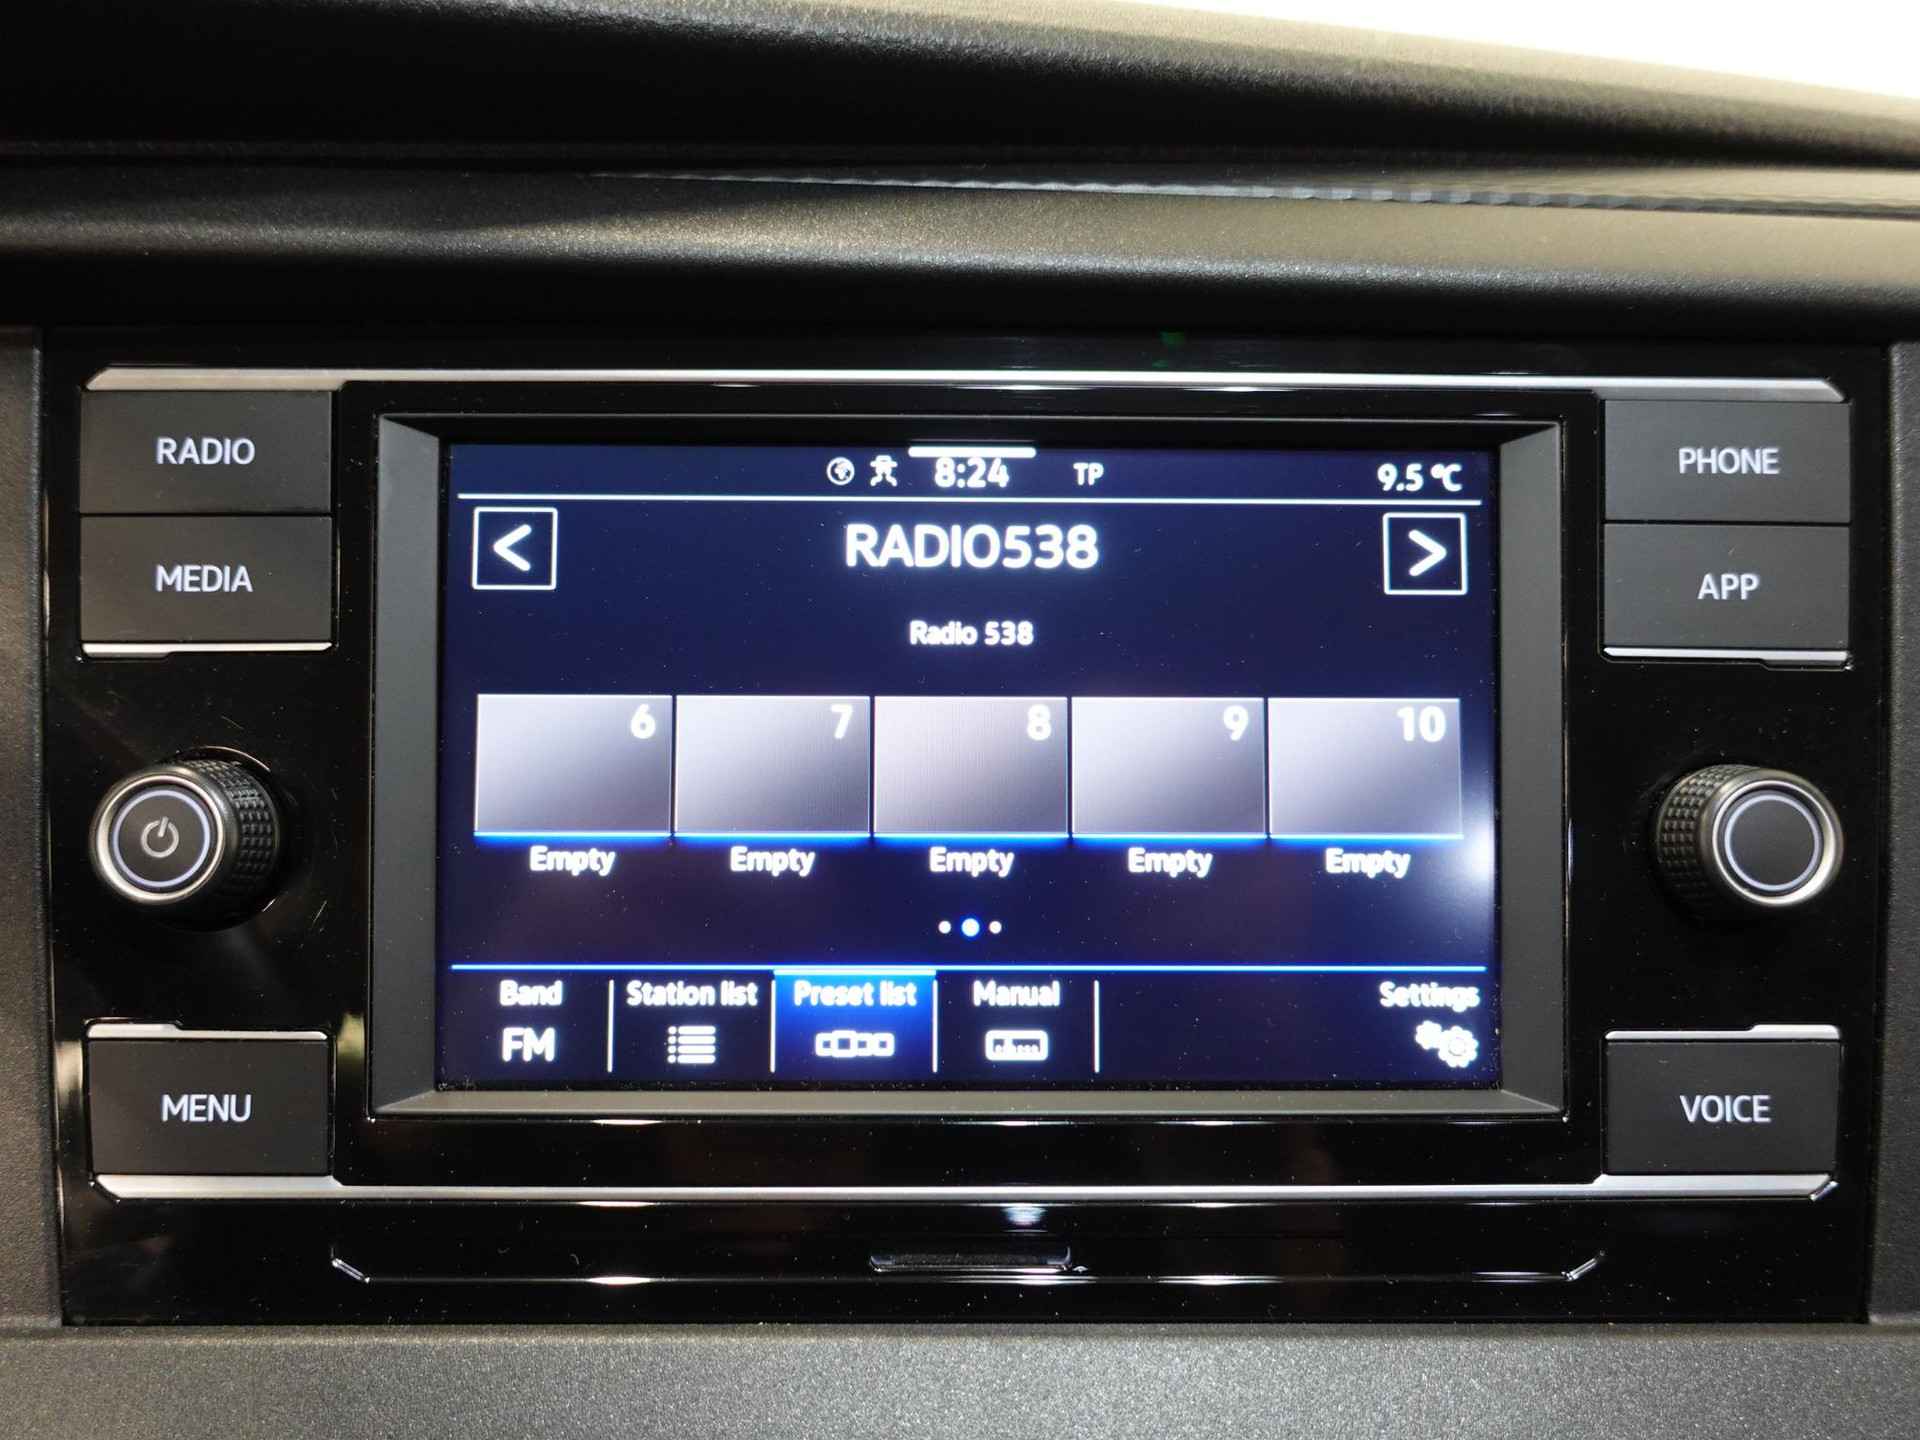 RADIO
MEDIA
MENU
8:24 TP 9.5 °C
< RADIO538 >
Radio 538
6 7 8 9 10
Empty Empty Empty Empty Empty
Band Station list Preset list Manual Settings
FM
PHONE
APP
VOICE